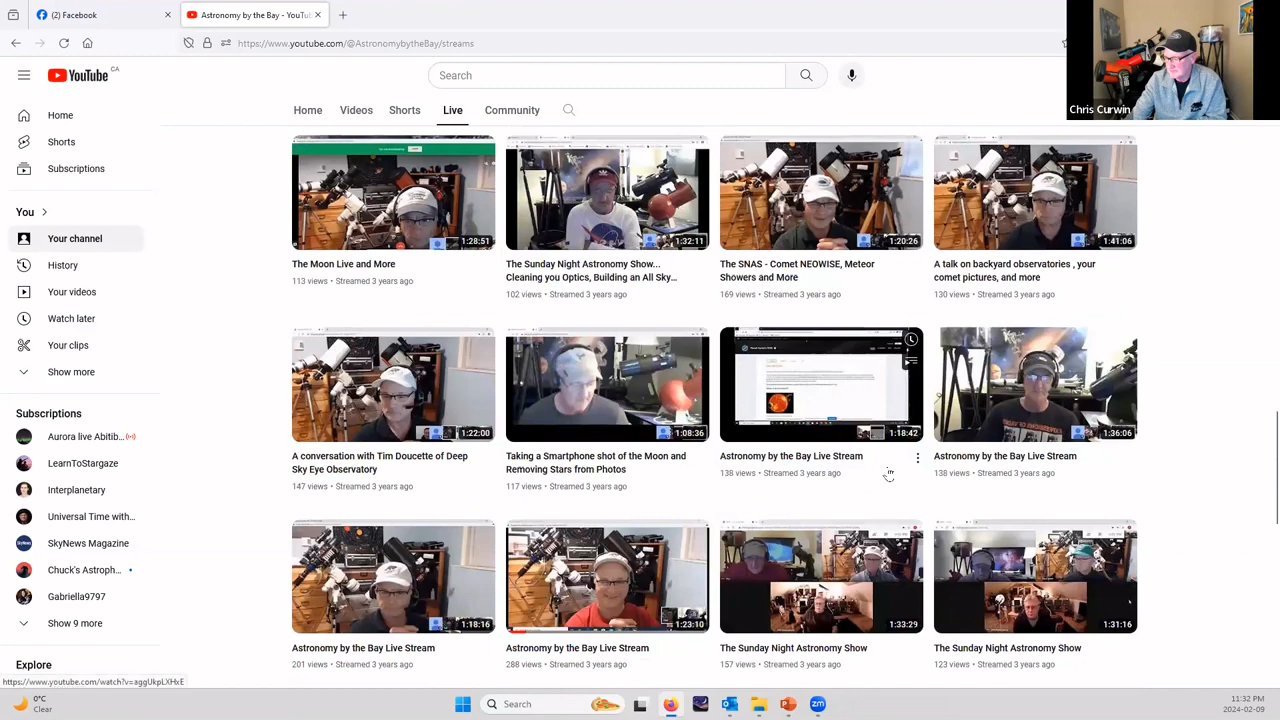 (2) Facebook
Astronomy by the Bay - YouTu
https://www.youtube.com/@AstronomybytheBay/streams
YouTube CA
Search
Chris Curwin
Home Videos Shorts Live Community
Home
Shorts
Subscriptions
You
Your channel
History
Your videos
Watch later
Your clips
Show more
Subscriptions
Aurora live Abitib...
LearnToStargaze
Interplanetary
Universal Time with...
SkyNews Magazine
Chuck's Astroph...
Gabriella9797
Show 9 more
Explore
1:28:51
The Moon Live and More
113 views • Streamed 3 years ago
1:32:11
The Sunday Night Astronomy Show...
Cleaning you Optics, Building an All Sky...
102 views • Streamed 3 years ago
1:20:26
The SNAS - Comet NEOWISE, Meteor
Showers and More
169 views • Streamed 3 years ago
1:41:06
A talk on backyard observatories , your
comet pictures, and more
130 views • Streamed 3 years ago
1:22:00
A conversation with Tim Doucette of Deep
Sky Eye Observatory
147 views • Streamed 3 years ago
1:08:36
Taking a Smartphone shot of the Moon and
Removing Stars from Photos
117 views • Streamed 3 years ago
1:18:42
Astronomy by the Bay Live Stream
138 views • Streamed 3 years ago
1:36:06
Astronomy by the Bay Live Stream
138 views • Streamed 3 years ago
1:18:16
Astronomy by the Bay Live Stream
201 views • Streamed 3 years ago
1:23:10
Astronomy by the Bay Live Stream
288 views • Streamed 3 years ago
1:33:29
The Sunday Night Astronomy Show
157 views • Streamed 3 years ago
1:31:16
The Sunday Night Astronomy Show
123 views • Streamed 3 years ago
https://www.youtube.com/watch?v=aggUkpLXHxE
0°C
Clear
Search
11:32 PM
2024-02-09